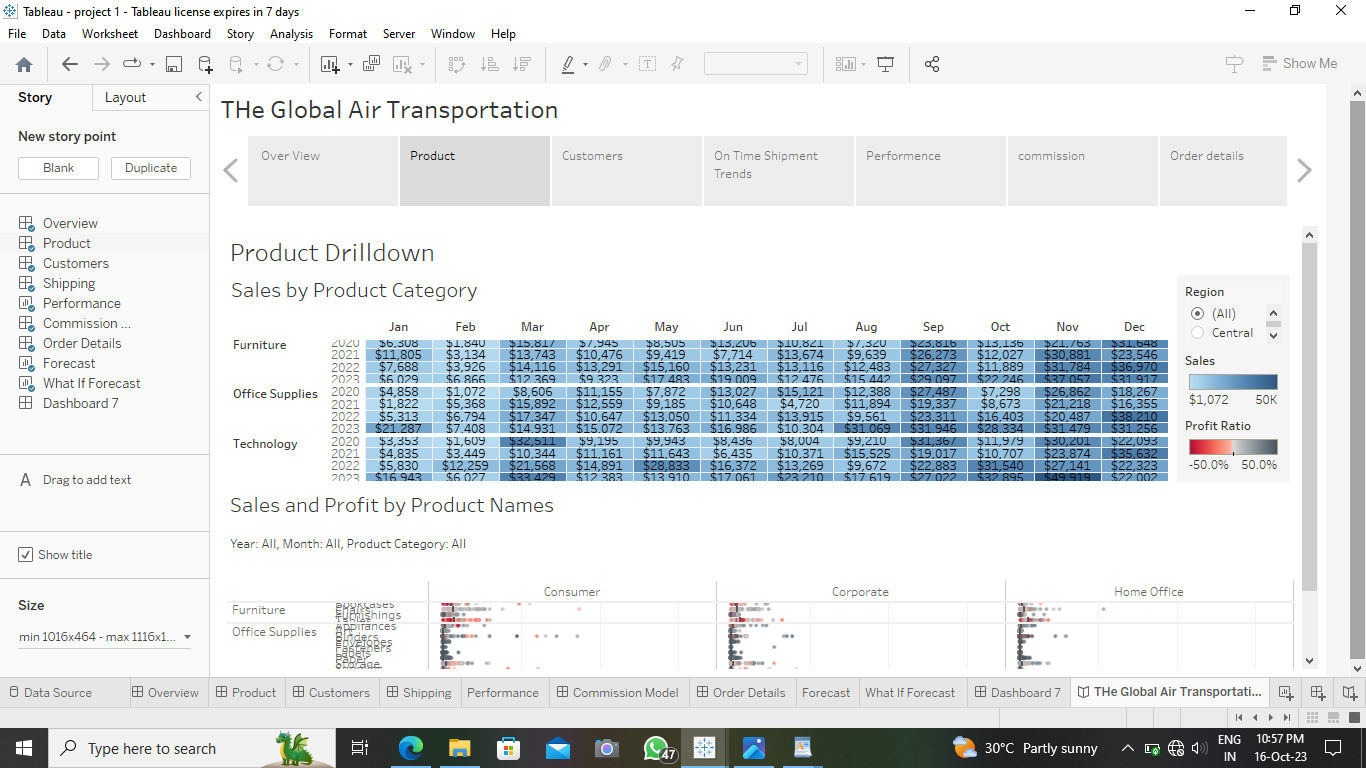 Tableau - project 1 - Tableau license expires in 7 days
File Data Worksheet Dashboard Story Analysis Format Server Window Help
Show Me
Story Layout
New story point
Blank Duplicate
Overview
Product
Customers
Shipping
Performance
Commission ...
Order Details
Forecast
What If Forecast
Dashboard 7
A Drag to add text
Show title
Size
min 1016x464 - max 1116x1...
THe Global Air Transportation
Over View Product Customers On Time Shipment Trends Performence commission Order details
Product Drilldown
Sales by Product Category
Jan Feb Mar Apr May Jun Jul Aug Sep Oct Nov Dec
Furniture 2020 $6,308 $1,840 $15,817 $7,945 $8,505 $13,206 $10,821 $7,320 $23,816 $13,136 $21,763 $31,648
2021 $11,805 $3,134 $13,743 $10,476 $9,419 $7,714 $13,674 $9,639 $26,273 $12,027 $30,881 $23,546
2022 $7,688 $3,926 $14,116 $13,291 $15,160 $13,231 $13,116 $12,483 $27,327 $11,889 $31,784 $36,970
2023 $6,029 $6,866 $12,369 $9,323 $17,483 $19,009 $12,476 $15,442 $29,097 $22,246 $37,057 $31,917
Office Supplies 2020 $4,858 $1,072 $8,606 $11,155 $7,872 $13,027 $15,121 $12,388 $27,487 $7,298 $26,862 $18,267
2021 $1,822 $5,368 $15,892 $12,559 $9,185 $10,648 $4,720 $11,894 $19,337 $8,673 $21,218 $16,355
2022 $5,313 $6,794 $17,347 $10,647 $13,050 $11,334 $13,915 $9,561 $23,311 $16,403 $20,487 $38,210
2023 $21,287 $7,408 $14,931 $15,072 $13,763 $16,986 $10,304 $31,069 $31,946 $28,334 $31,479 $31,256
Technology 2020 $3,353 $1,609 $32,511 $9,195 $9,943 $8,436 $8,004 $9,210 $31,367 $11,979 $30,201 $22,093
2021 $4,835 $3,449 $10,344 $11,161 $11,643 $6,435 $10,371 $15,525 $19,017 $10,707 $23,874 $35,632
2022 $5,830 $12,259 $21,568 $14,891 $28,833 $16,372 $13,269 $9,672 $22,883 $31,540 $27,141 $22,323
2023 $16,943 $6,027 $33,429 $12,383 $13,910 $17,061 $23,210 $17,619 $27,022 $32,895 $49,919 $22,002
Region
(All)
Central
Sales
$1,072 50K
Profit Ratio
-50.0% 50.0%
Sales and Profit by Product Names
Year: All, Month: All, Product Category: All
Consumer Corporate Home Office
Furniture Bookcases
Chairs
Furnishings
Tables
Office Supplies Appliances
Art
Binders
Envelopes
Fasteners
Labels
Paper
Storage
Data Source Overview Product Customers Shipping Performance Commission Model Order Details Forecast What If Forecast Dashboard 7 THe Global Air Transportati...
Type here to search
47
30°C Partly sunny
ENG
IN
10:57 PM
16-Oct-23